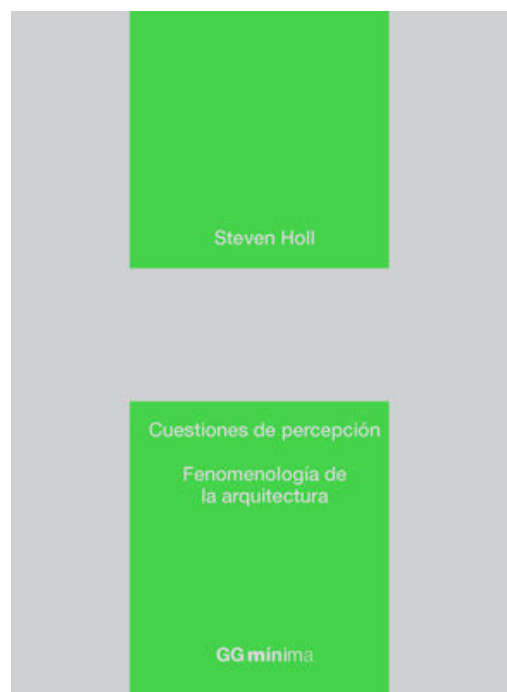 Steven Holl
Cuestiones de percepción
Fenomenología de
la arquitectura
GG mínima